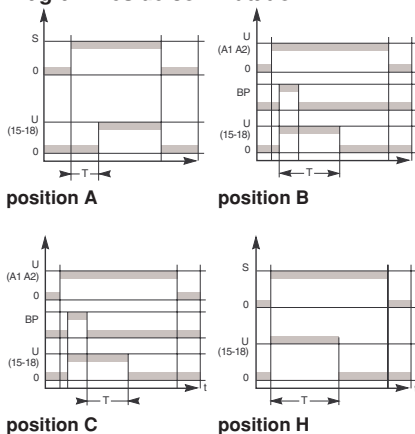 S
0
U
(15-18)
0
T
position A
U
(A1 A2)
0
BP
U
(15-18)
0
T
position B
U
(A1 A2)
0
BP
U
(15-18)
0
t
T
position C
S
0
U
(15-18)
0
T
position H